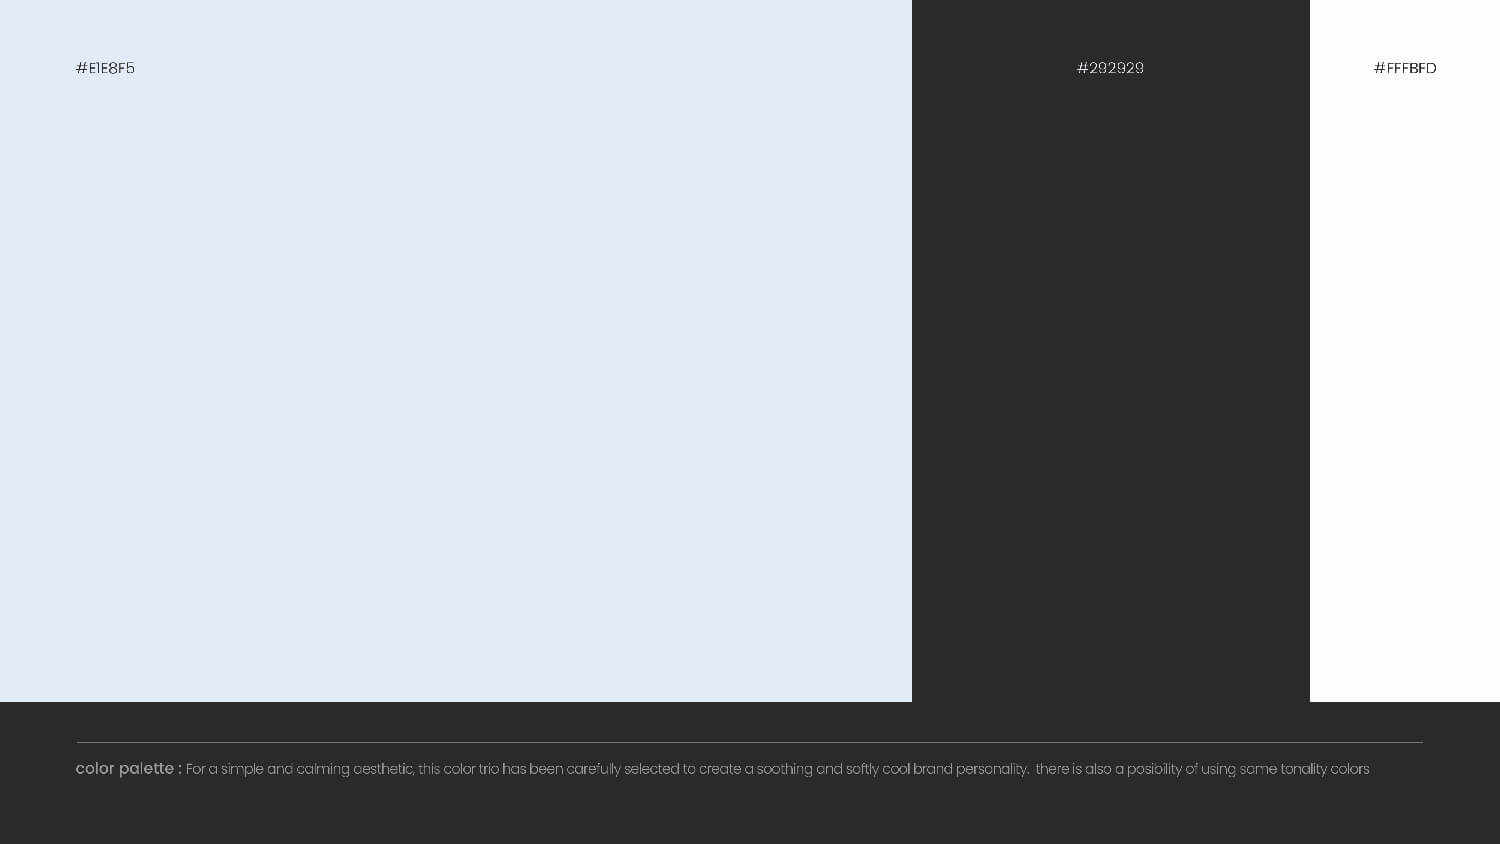 #E1E8F5
#292929
#FFFBFD
color palette : For a simple and calming aesthetic, this color trio has been carefully selected to create a soothing and softly cool brand personality.  there is also a posibility of using same tonality colors